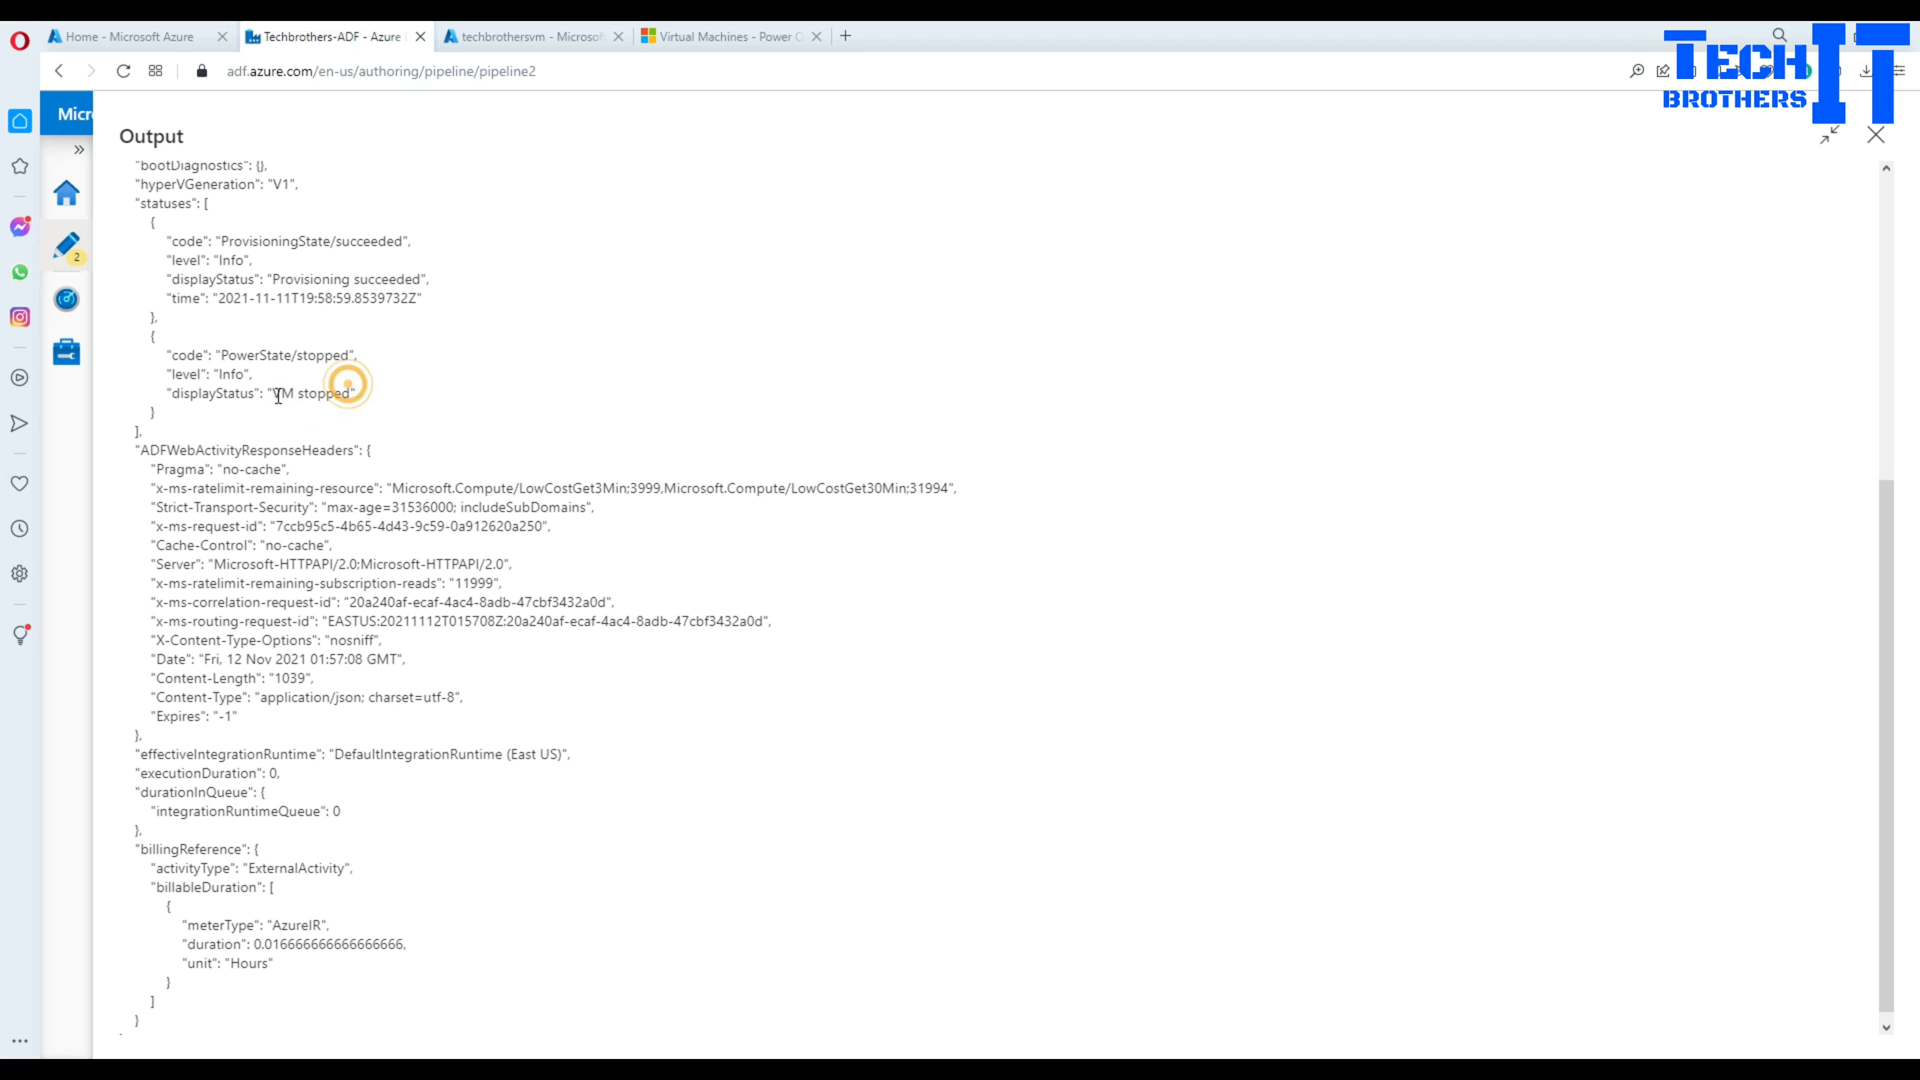 Home - Microsoft Azure
Techbrothers-ADF - Azure
techbrothersvm - Microsof
Virtual Machines - Power
TECH IT
BROTHERS
adf.azure.com/en-us/authoring/pipeline/pipeline2
Micr
Output
"bootDiagnostics": {},
"hyperVGeneration": "V1",
"statuses": [
{
"code": "ProvisioningState/succeeded",
"level": "Info",
"displayStatus": "Provisioning succeeded",
"time": "2021-11-11T19:58:59.8539732Z"
},
{
"code": "PowerState/stopped",
"level": "Info",
"displayStatus": "VM stopped"
}
],
"ADFWebActivityResponseHeaders": {
"Pragma": "no-cache",
"x-ms-ratelimit-remaining-resource": "Microsoft.Compute/LowCostGet3Min;3999,Microsoft.Compute/LowCostGet30Min;31994",
"Strict-Transport-Security": "max-age=31536000; includeSubDomains",
"x-ms-request-id": "7ccb95c5-4b65-4d43-9c59-0a912620a250",
"Cache-Control": "no-cache",
"Server": "Microsoft-HTTPAPI/2.0;Microsoft-HTTPAPI/2.0",
"x-ms-ratelimit-remaining-subscription-reads": "11999",
"x-ms-correlation-request-id": "20a240af-ecaf-4ac4-8adb-47cbf3432a0d",
"x-ms-routing-request-id": "EASTUS:20211112T015708Z:20a240af-ecaf-4ac4-8adb-47cbf3432a0d",
"X-Content-Type-Options": "nosniff",
"Date": "Fri, 12 Nov 2021 01:57:08 GMT",
"Content-Length": "1039",
"Content-Type": "application/json; charset=utf-8",
"Expires": "-1"
},
"effectiveIntegrationRuntime": "DefaultIntegrationRuntime (East US)",
"executionDuration": 0,
"durationInQueue": {
"integrationRuntimeQueue": 0
},
"billingReference": {
"activityType": "ExternalActivity",
"billableDuration": [
{
"meterType": "AzureIR",
"duration": 0.016666666666666666,
"unit": "Hours"
}
]
}
2